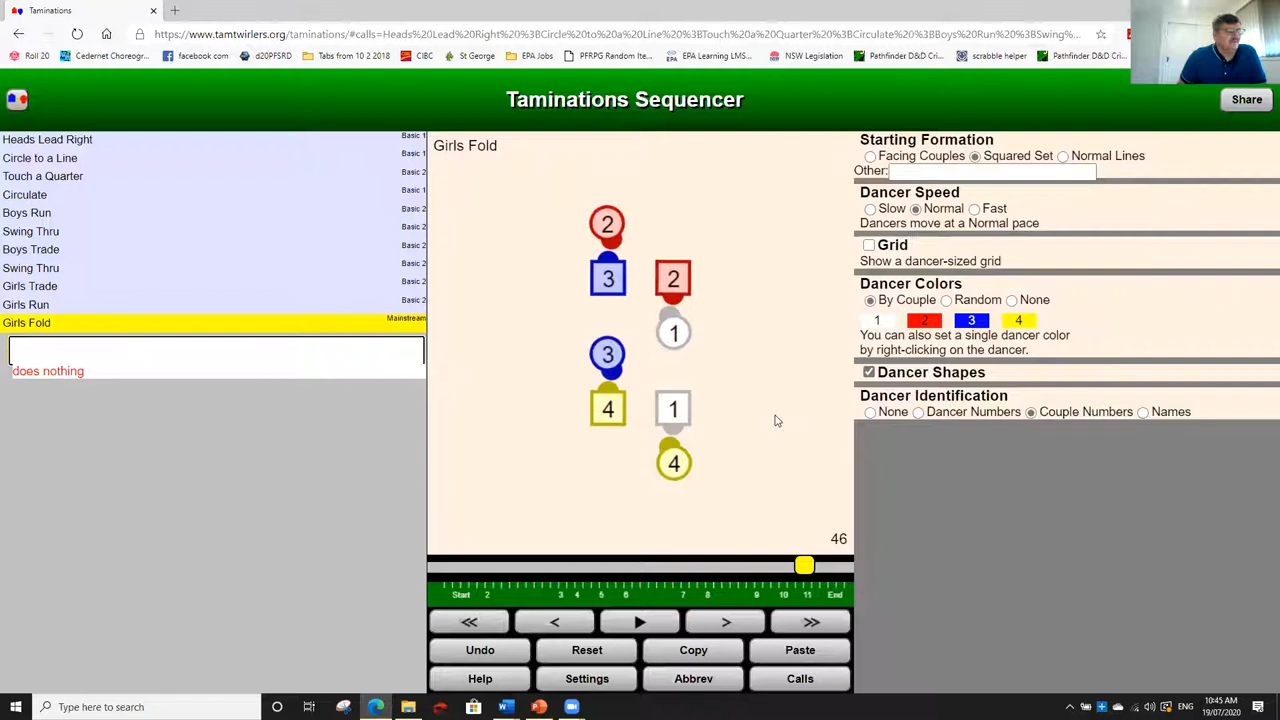 Taminations
https://www.tamtwirlers.org/taminations/#calls=Heads%20Lead%20Right%20%3BCircle%20to%20a%20Line%20%3BTouch%20a%20Quarter%20%3BCirculate%20%3BBoys%20Run%20%3BSwing%...
Roll 20
Cedernet Choreogr...
facebook com
d20PFSRD
Tabs from 10 2 2018
CIBC
St George
EPA Jobs
PFRPG Random Ite...
EPA Learning LMS...
NSW Legislation
Pathfinder D&D Cri...
scrabble helper
Pathfinder D&D Cri...
Taminations Sequencer
Share
Heads Lead Right Basic 1
Circle to a Line Basic 1
Touch a Quarter Basic 2
Circulate Basic 1
Boys Run Basic 2
Swing Thru Basic 2
Boys Trade Basic 2
Swing Thru Basic 2
Girls Trade Basic 2
Girls Run Basic 2
Girls Fold Mainstream
does nothing
Girls Fold
2
3 2
1
3
4 1
4
46
Start 2 3 4 5 6 7 8 9 10 11 End
<< < > >>
Undo Reset Copy Paste
Help Settings Abbrev Calls
Starting Formation
Facing Couples Squared Set Normal Lines
Other:
Dancer Speed
Slow Normal Fast
Dancers move at a Normal pace
Grid
Show a dancer-sized grid
Dancer Colors
By Couple Random None
1 2 3 4
You can also set a single dancer color
by right-clicking on the dancer.
Dancer Shapes
Dancer Identification
None Dancer Numbers Couple Numbers Names
Type here to search
10:45 AM
19/07/2020